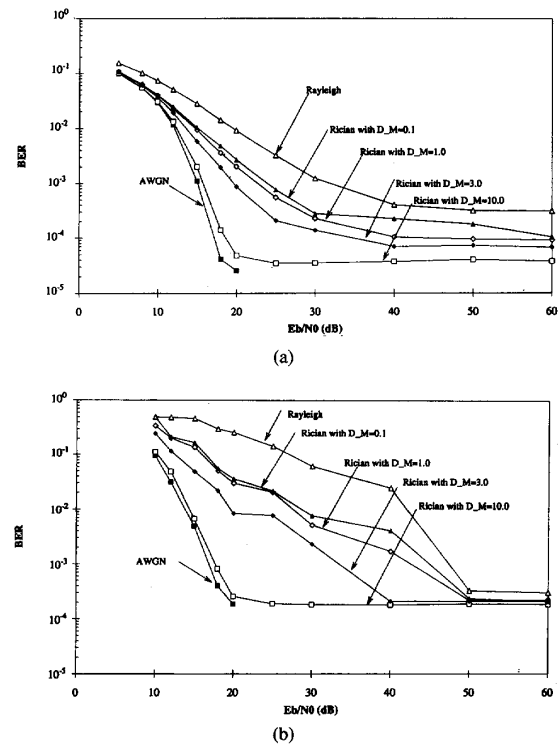 10^0
10^-1
10^-2
10^-3
10^-4
10^-5
BER
Rayleigh
Rician with D_M=0.1
D_M=1.0
Rician with D_M=3.0
Rician with D_M=10.0
AWGN
0 10 20 30 40 50 60
Eb/N0 (dB)
(a)
10^0
10^-1
10^-2
10^-3
10^-4
10^-5
BER
Rayleigh
Rician with D_M=0.1
Rician with D_M=1.0
Rician with D_M=3.0
Rician with D_M=10.0
AWGN
0 10 20 30 40 50 60
Eb/N0 (dB)
(b)